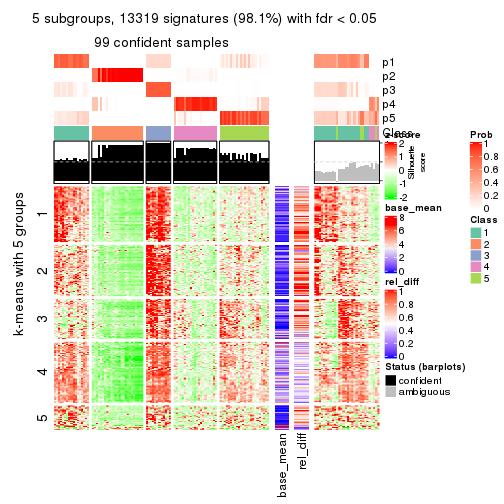 5 subgroups, 13319 signatures (98.1%) with fdr < 0.05
99 confident samples
p1
p2
p3
p4
p5
Class
z-score
2
1
0
-1
-2
Silhouette
score
Prob
1
0.8
0.6
0.4
0.2
0
base_mean
8
6
4
2
0
Class
1
2
3
4
5
rel_diff
1
0.8
0.6
0.4
0.2
0
Status (barplots)
confident
ambiguous
k-means with 5 groups
1
2
3
4
5
base_mean
rel_diff